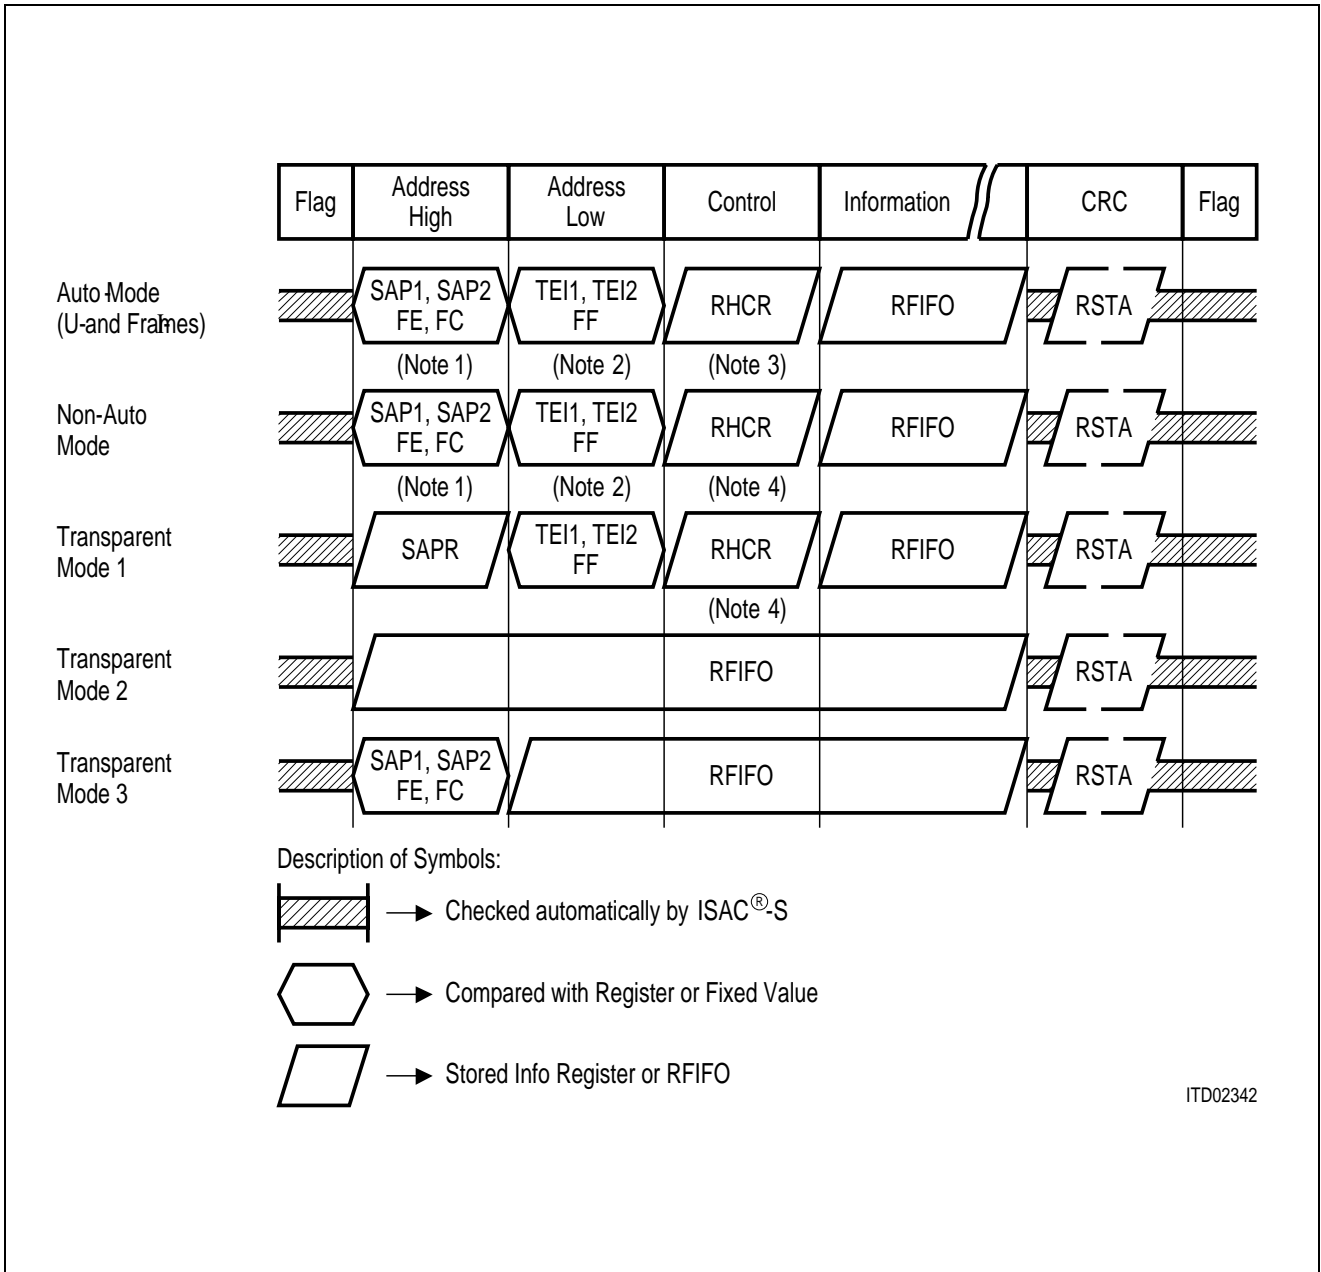 Flag Address High Address Low Control Information CRC Flag
Auto-Mode
(U-and I-Frames)
SAP1, SAP2
FE, FC
TEI1, TEI2
FF
RHCR
RFIFO
RSTA
(Note 1) (Note 2) (Note 3)
Non-Auto
Mode
SAP1, SAP2
FE, FC
TEI1, TEI2
FF
RHCR
RFIFO
RSTA
(Note 1) (Note 2) (Note 4)
Transparent
Mode 1
SAPR
TEI1, TEI2
FF
RHCR
RFIFO
RSTA
(Note 4)
Transparent
Mode 2
RFIFO
RSTA
Transparent
Mode 3
SAP1, SAP2
FE, FC
RFIFO
RSTA
Description of Symbols:
Checked automatically by ISAC®-S
Compared with Register or Fixed Value
Stored Info Register or RFIFO
ITD02342